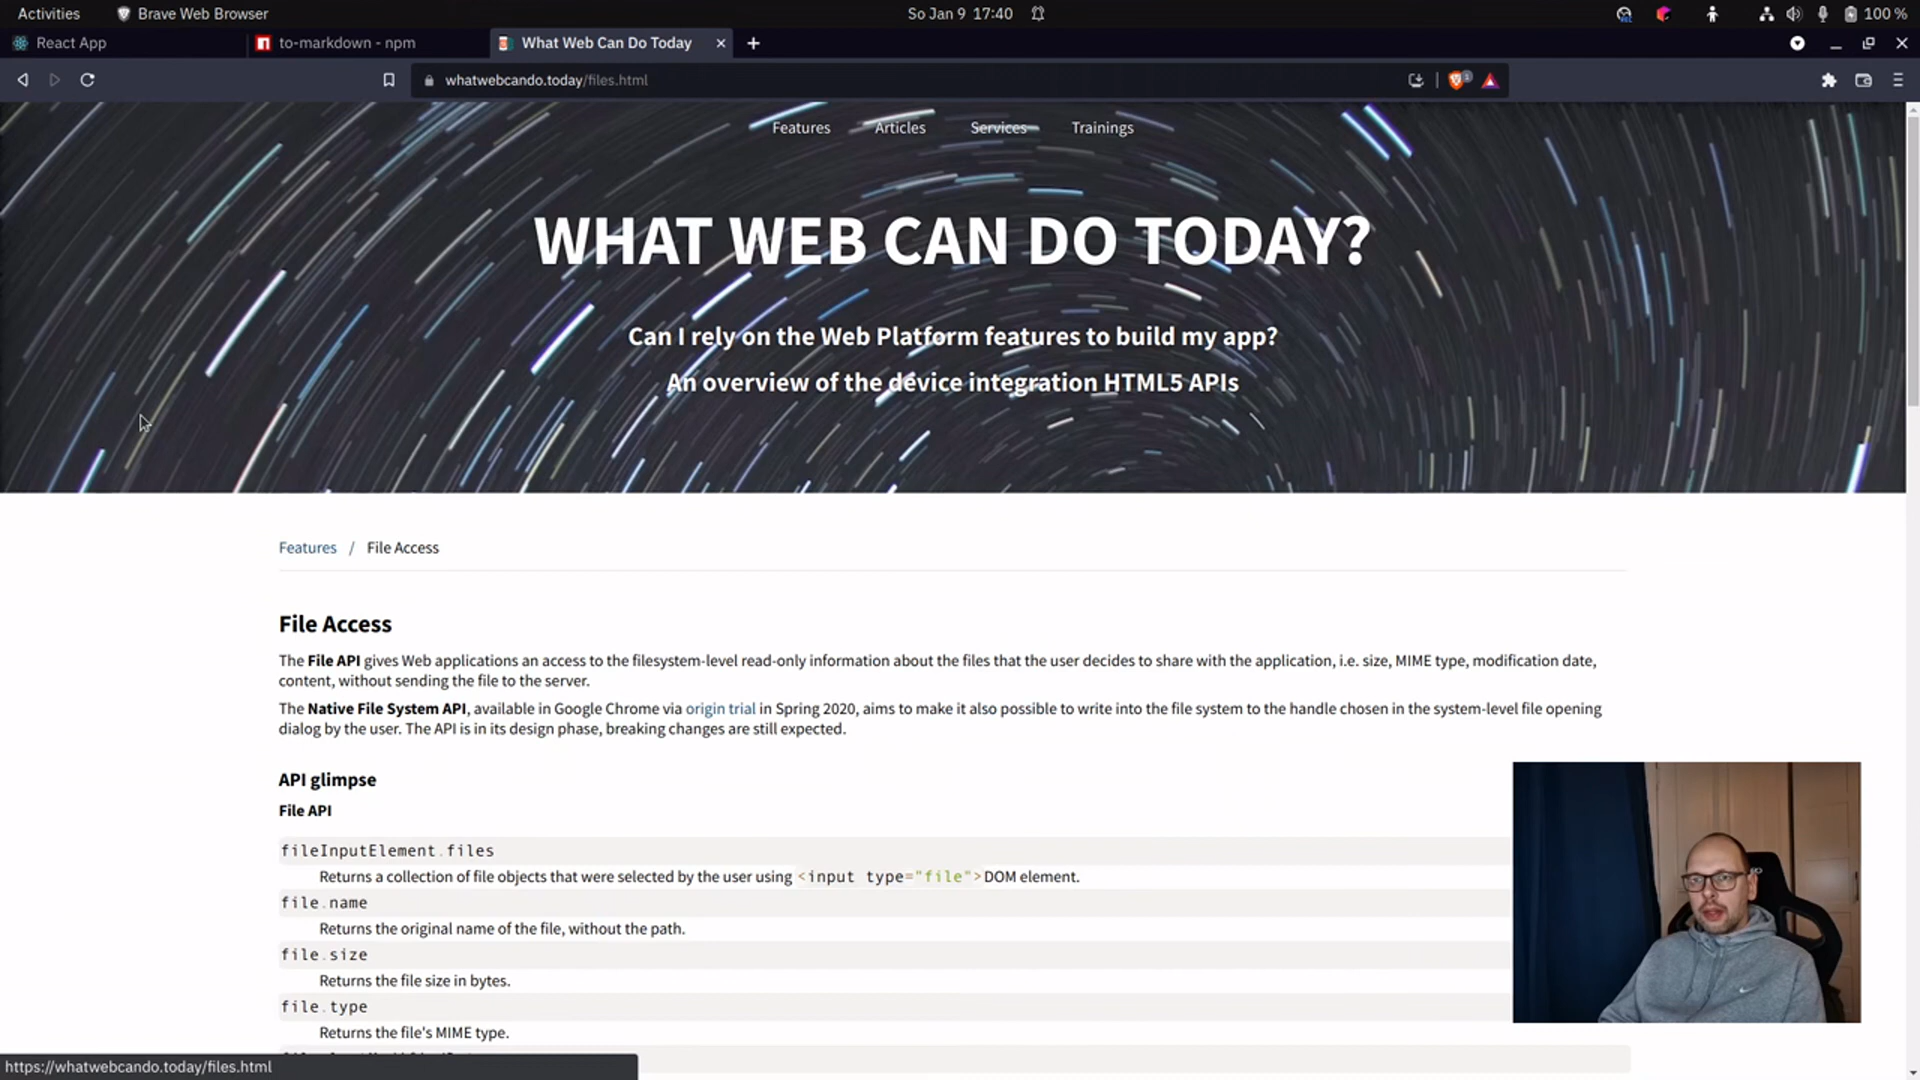 Activities
Brave Web Browser
So Jan 9 17:40
100 %
React App
to-markdown - npm
What Web Can Do Today
whatwebcando.today/files.html
Features
Articles
Services
Trainings
WHAT WEB CAN DO TODAY?
Can I rely on the Web Platform features to build my app?
An overview of the device integration HTML5 APIs
Features / File Access
File Access
The File API gives Web applications an access to the filesystem-level read-only information about the files that the user decides to share with the application, i.e. size, MIME type, modification date,
content, without sending the file to the server.
The Native File System API, available in Google Chrome via origin trial in Spring 2020, aims to make it also possible to write into the file system to the handle chosen in the system-level file opening
dialog by the user. The API is in its design phase, breaking changes are still expected.
API glimpse
File API
fileInputElement.files
Returns a collection of file objects that were selected by the user using <input type="file"> DOM element.
file.name
Returns the original name of the file, without the path.
file.size
Returns the file size in bytes.
file.type
Returns the file's MIME type.
https://whatwebcando.today/files.html